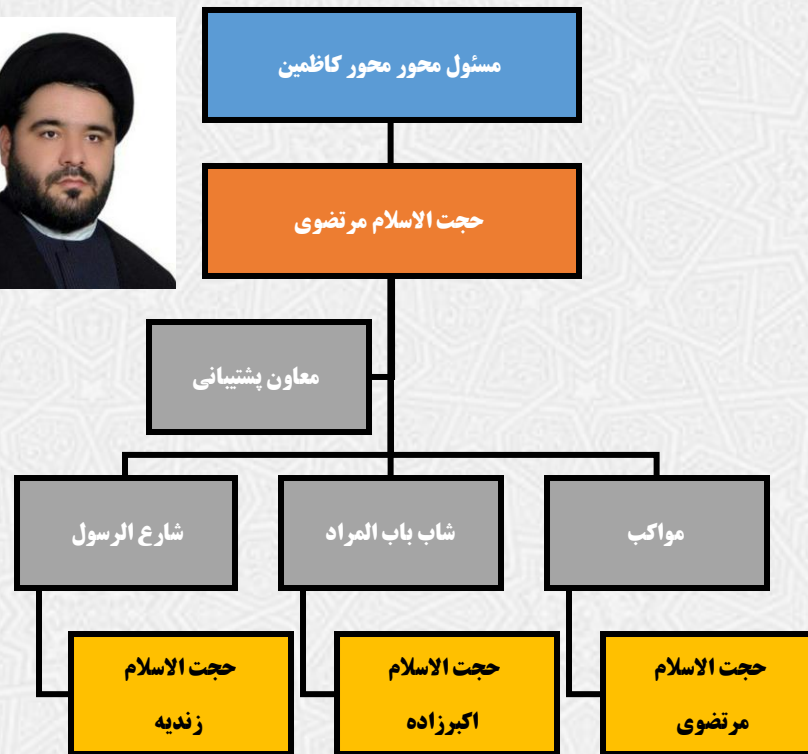 مسئول محور محور کاظمین
حجت الاسلام مرتضوی
معاون پشتیبانی
مواکب
شاب باب المراد
شارع الرسول
حجت الاسلام
مرتضوی
حجت الاسلام
اکبرزاده
حجت الاسلام
زندیه